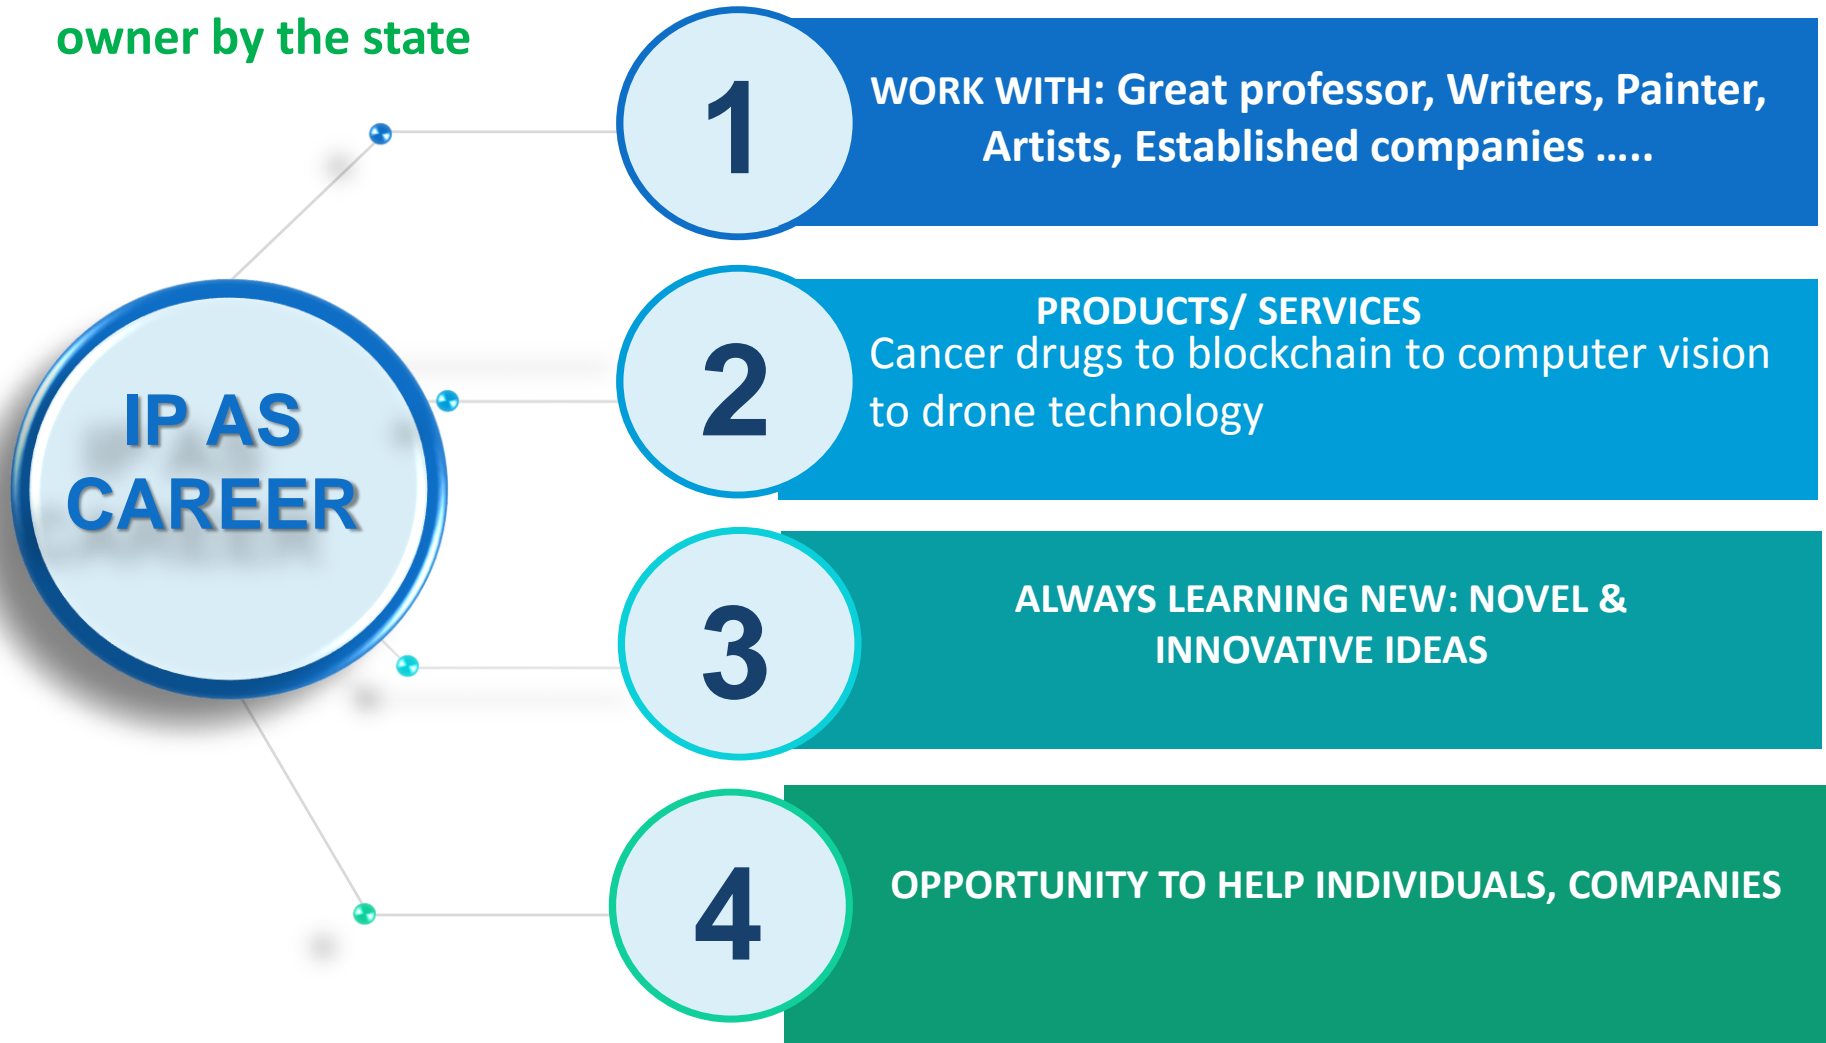 owner by the state
IP AS
CAREER
1
WORK WITH: Great professor, Writers, Painter,
Artists, Established companies …..
2
PRODUCTS/ SERVICES
Cancer drugs to blockchain to computer vision
to drone technology
3
ALWAYS LEARNING NEW: NOVEL &
INNOVATIVE IDEAS
4
OPPORTUNITY TO HELP INDIVIDUALS, COMPANIES